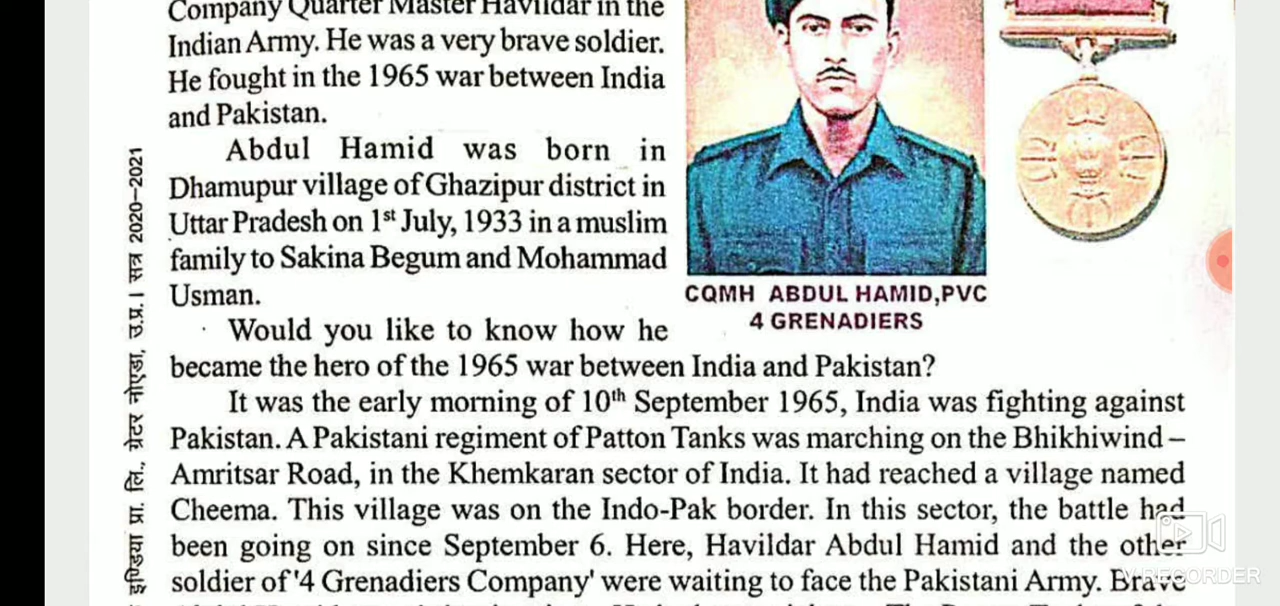 Company Quarter Master Havildar in the
Indian Army. He was a very brave soldier.
He fought in the 1965 war between India
and Pakistan.
Abdul Hamid was born in
Dhamupur village of Ghazipur district in
Uttar Pradesh on 1st July, 1933 in a muslim
family to Sakina Begum and Mohammad
Usman.
CQMH ABDUL HAMID,PVC
4 GRENADIERS
Would you like to know how he
became the hero of the 1965 war between India and Pakistan?
It was the early morning of 10th September 1965, India was fighting against
Pakistan. A Pakistani regiment of Patton Tanks was marching on the Bhikhiwind –
Amritsar Road, in the Khemkaran sector of India. It had reached a village named
Cheema. This village was on the Indo-Pak border. In this sector, the battle had
been going on since September 6. Here, Havildar Abdul Hamid and the other
soldier of '4 Grenadiers Company' were waiting to face the Pakistani Army. Brave
इण्डिया प्रा. लि., ग्रेटर नोएडा, उ.प्र.। सत्र 2020–2021
V RECORDER